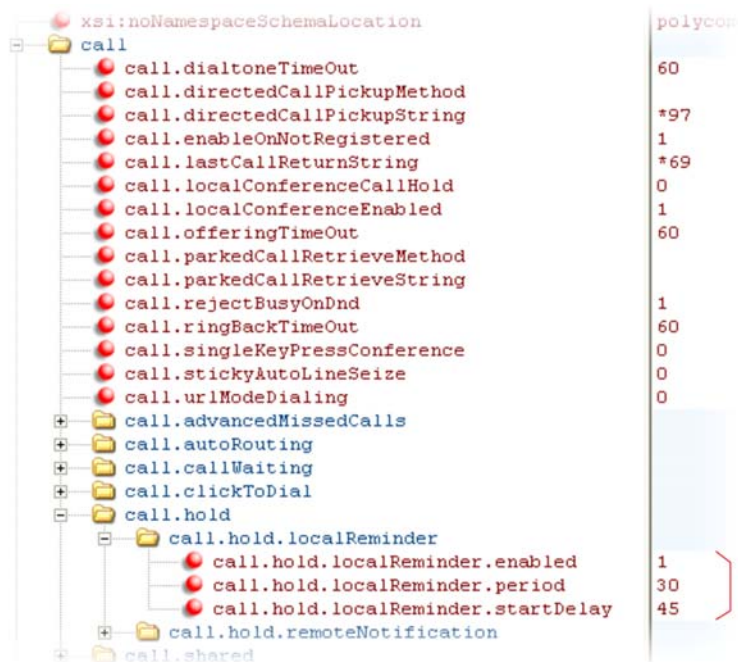 xsi:noNamespaceSchemaLocation polycom
call
call.dialtoneTimeOut 60
call.directedCallPickupMethod
call.directedCallPickupString *97
call.enableOnNotRegistered 1
call.lastCallReturnString *69
call.localConferenceCallHold 0
call.localConferenceEnabled 1
call.offeringTimeOut 60
call.parkedCallRetrieveMethod
call.parkedCallRetrieveString
call.rejectBusyOnDnd 1
call.ringBackTimeOut 60
call.singleKeyPressConference 0
call.stickyAutoLineSeize 0
call.urlModeDialing 0
call.advancedMissedCalls
call.autoRouting
call.callWaiting
call.clickToDial
call.hold
call.hold.localReminder
call.hold.localReminder.enabled 1
call.hold.localReminder.period 30
call.hold.localReminder.startDelay 45
call.hold.remoteNotification
call.shared